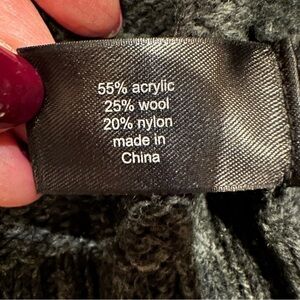 55% acrylic
25% wool
20% nylon
made in
China